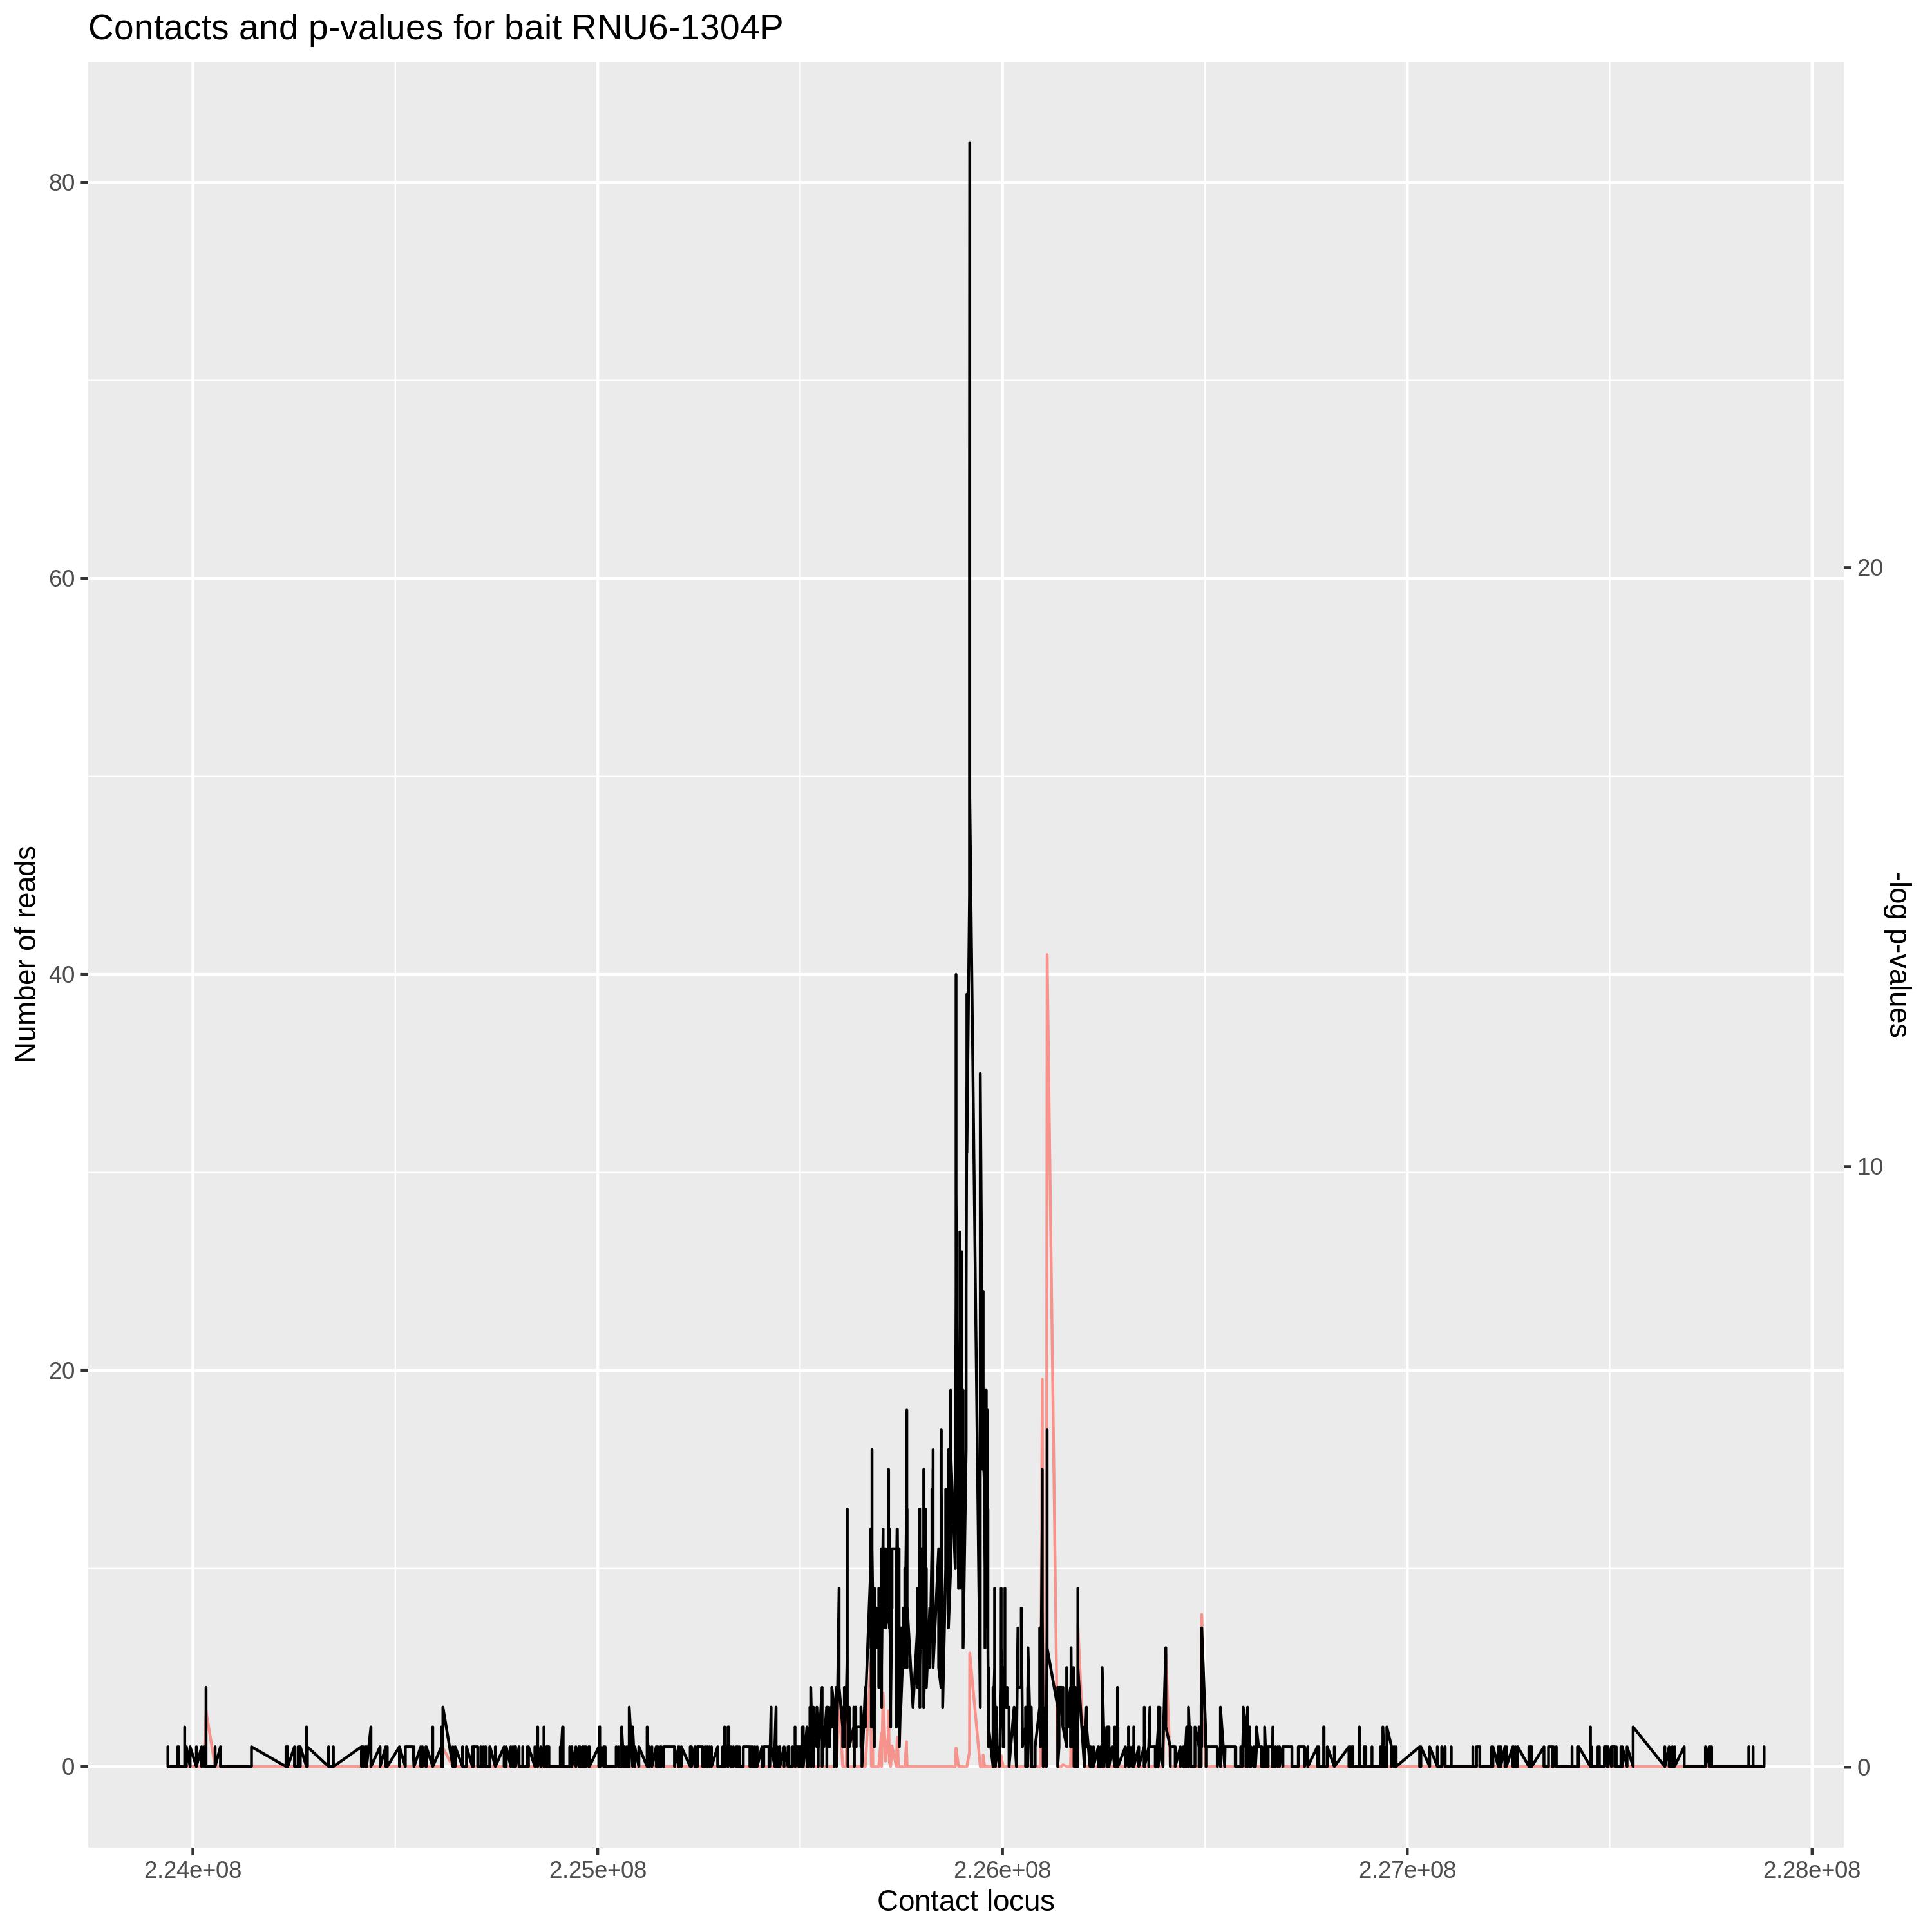 Contacts and p-values for bait RNU6-1304P
80
60
40
20
0
Number of reads
20
10
0
-log p-values
2.24e+08
2.25e+08
2.26e+08
2.27e+08
2.28e+08
Contact locus